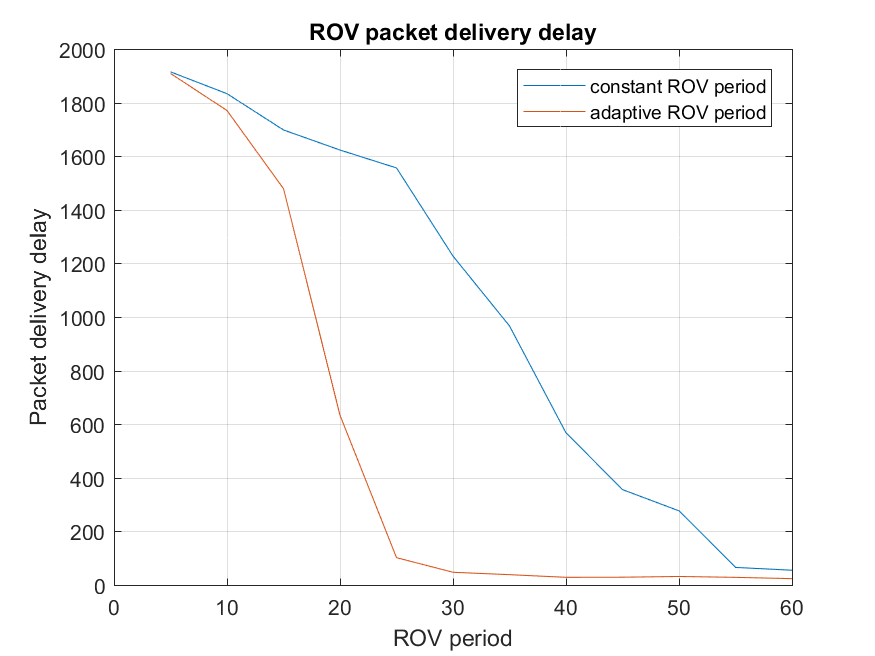 ROV packet delivery delay
constant ROV period
adaptive ROV period
2000
1800
1600
1400
1200
1000
800
600
400
200
0
Packet delivery delay
0 10 20 30 40 50 60
ROV period